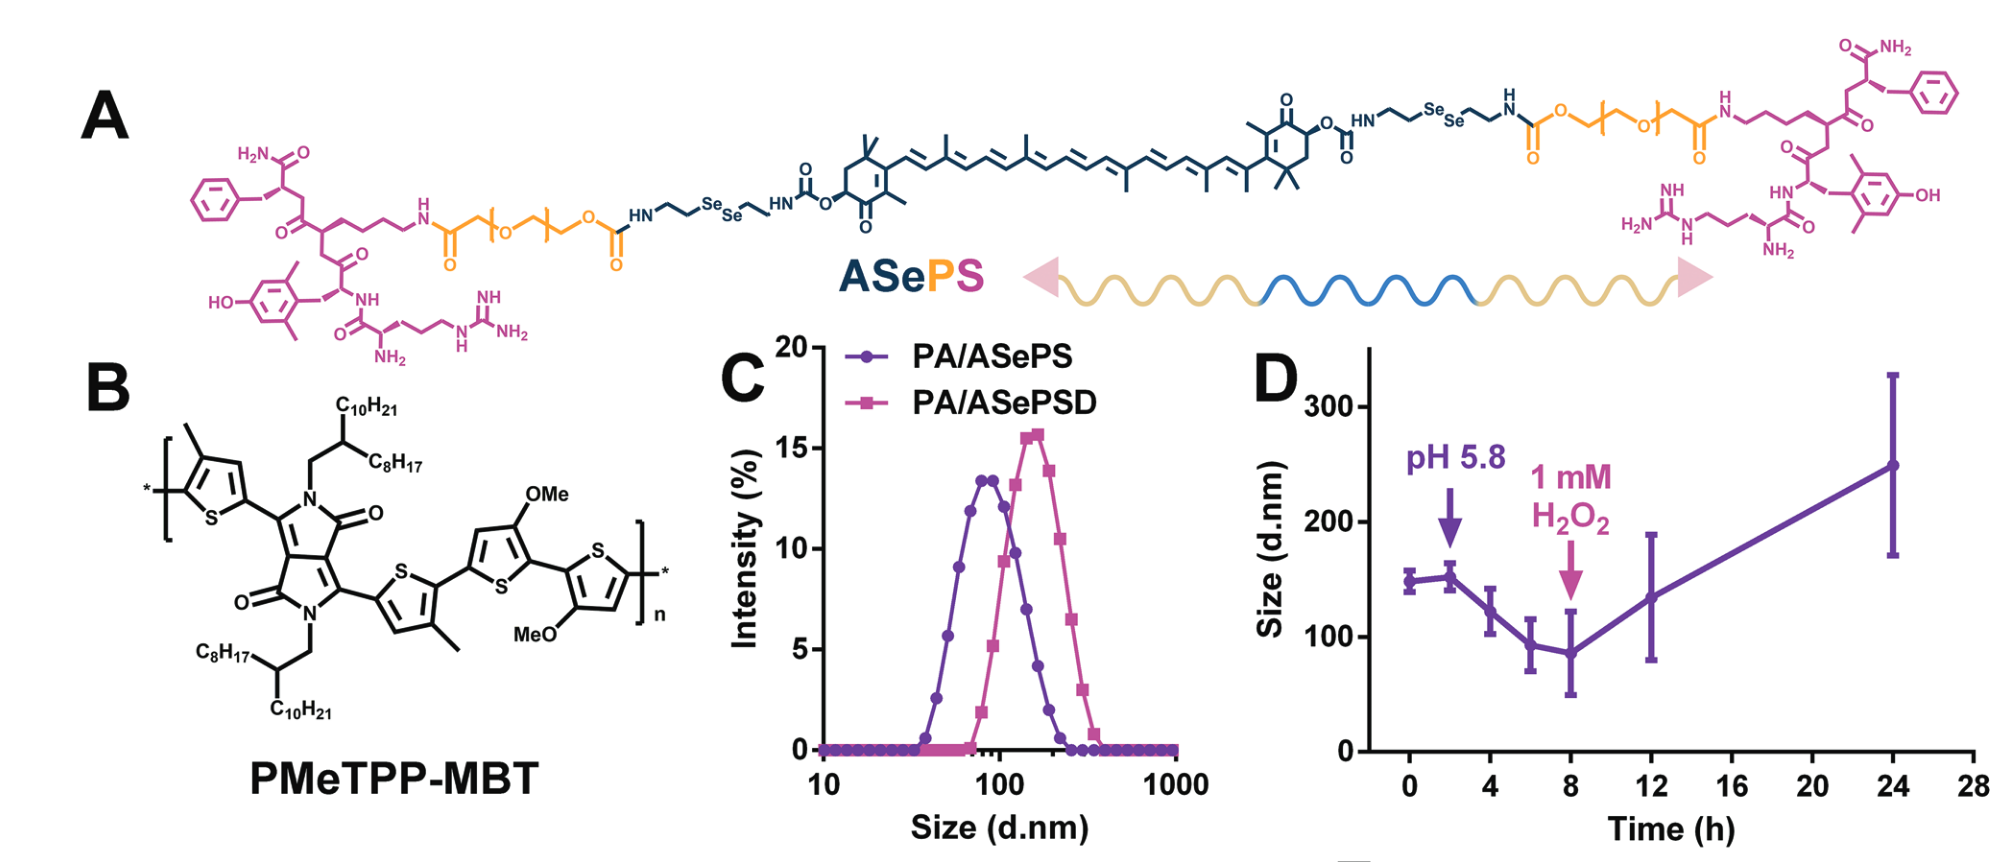 A
O
NH₂
O
NH
HN
O
HN
O
HO
NH
H₂N
N
H
O
NH₂
O
O
O
O
N
H
Se
Se
HN
O
O
O
H₂N
O
O
H
N
O
O
O
O
HN
Se
Se
HN
O
O
O
O
HO
NH
O
NH₂
N
H
NH
NH₂
ASePS
B
C₁₀H₂₁
C₈H₁₇
N
O
S
*
OMe
S
S
S
*
n
MeO
O
N
C₈H₁₇
C₁₀H₂₁
PMeTPP-MBT
C
PA/ASePS
PA/ASePSD
Intensity (%)
20
15
10
5
0
10
100
1000
Size (d.nm)
D
Size (d.nm)
300
200
100
0
pH 5.8
1 mM
H₂O₂
0
4
8
12
16
20
24
28
Time (h)